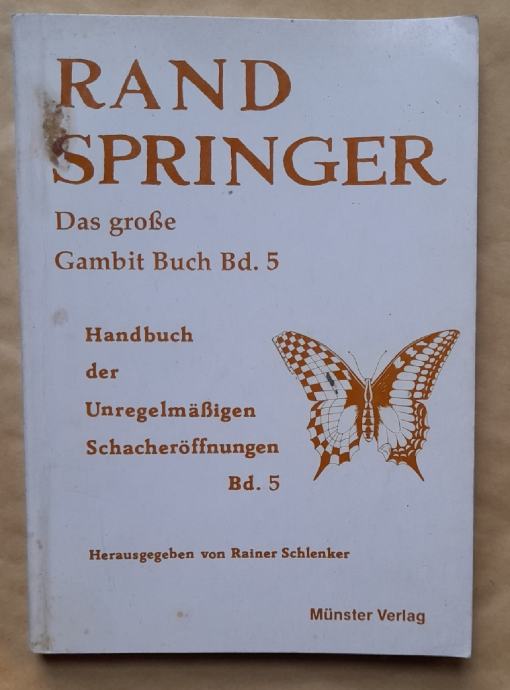 RAND
SPRINGER
Das große
Gambit Buch Bd. 5
Handbuch
der
Unregelmäßigen
Schacheröffnungen
Bd. 5
Herausgegeben von Rainer Schlenker
Münster Verlag